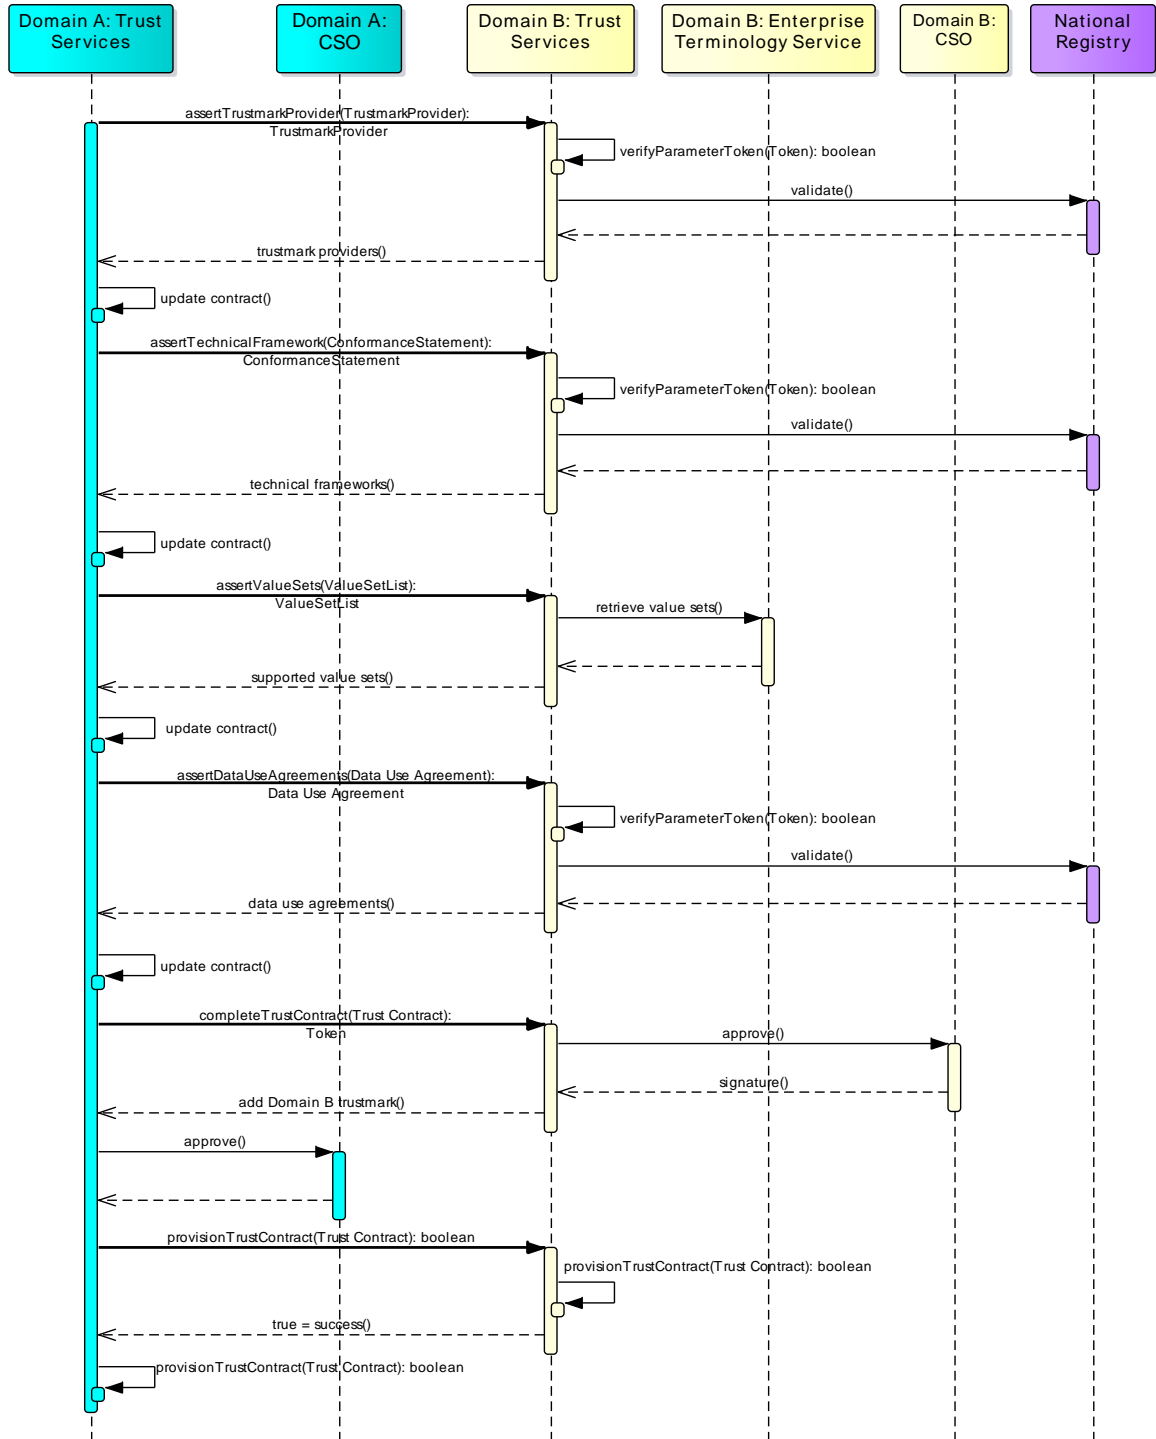 Domain A: Trust
Services
Domain A:
CSO
Domain B: Trust
Services
Domain B: Enterprise
Terminology Service
Domain B:
CSO
National
Registry
assertTrustmarkProvider(TrustmarkProvider):
TrustmarkProvider
verifyParameterToken(Token): boolean
validate()
trustmark providers()
update contract()
assertTechnicalFramework(ConformanceStatement):
ConformanceStatement
verifyParameterToken(Token): boolean
validate()
technical frameworks()
update contract()
assertValueSets(ValueSetList):
ValueSetList
retrieve value sets()
supported value sets()
update contract()
assertDataUseAgreements(Data Use Agreement):
Data Use Agreement
verifyParameterToken(Token): boolean
validate()
data use agreements()
update contract()
completeTrustContract(Trust Contract):
Token
approve()
signature()
add Domain B trustmark()
approve()
provisionTrustContract(Trust Contract): boolean
provisionTrustContract(Trust Contract): boolean
true = success()
provisionTrustContract(Trust Contract): boolean